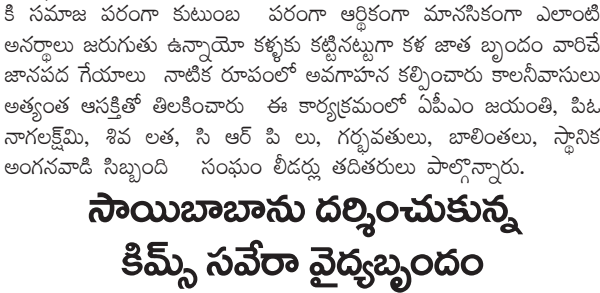 కి సమాజ పరంగా కుటుంబ పరంగా ఆర్థికంగా మానసికంగా ఎలాంటి
అనర్థాలు జరుగుతు ఉన్నాయో కళ్ళకు కట్టినట్టుగా కళ జాత బృందం వారిచే
జానపద గేయాలు నాటిక రూపంలో అవగాహన కల్పించారు కాలనీవాసులు
అత్యంత ఆసక్తితో తిలకించారు ఈ కార్యక్రమంలో ఏపీఎం జయంతి, పిఓ
నాగలక్ష్మి, శివ లత, సి ఆర్ పి లు, గర్భవతులు, బాలింతలు, స్థానిక
అంగనవాడి సిబ్బంది సంఘం లీడర్లు తదితరులు పాల్గొన్నారు.
సాయిబాబాను దర్శించుకున్న
కిమ్స్ సవేరా వైద్యబృందం